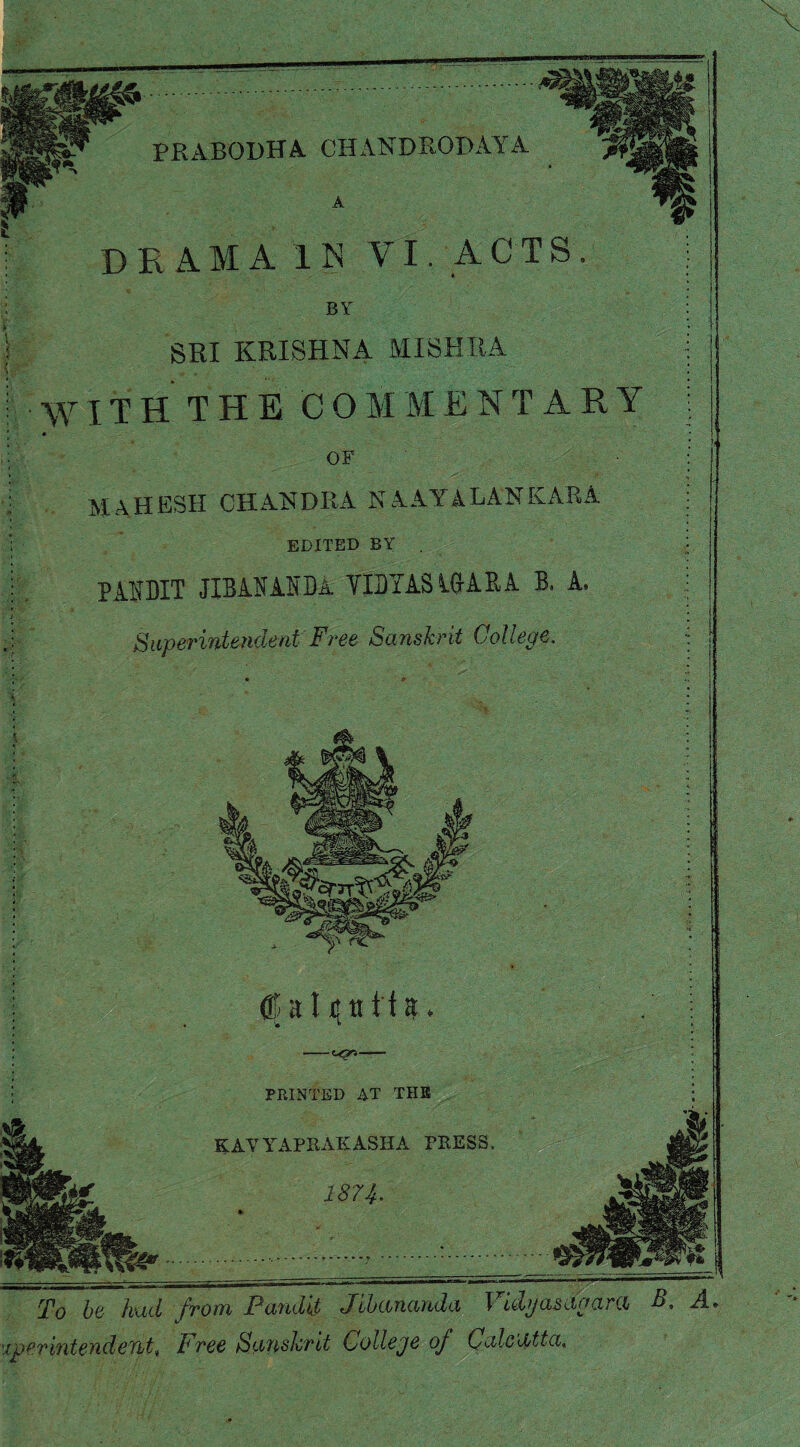 PRABODHA CHANDRODAYA
A
DRAMA IN VI. ACTS.
BY
SRI KRISHNA MISHRA
WITH THE COMMENTARY
OF
MAHESH CHANDRA NAAYALANKARA
EDITED BY
PANDIT JIBANANDA VIDYASAGARA B. A.
Superintendent Free Sanskrit College.
Calcutta.
PRINTED AT THE
KAVYAPRAKASHA PRESS.
1874.
To be had from Pandit Jibananda Vidyasagara B. A.
uperintendent, Free Sanskrit College of Calcutta.